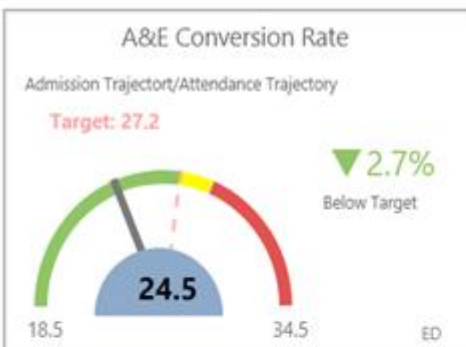 A&E Conversion Rate
Admission Trajectort/Attendance Trajectory
Target: 27.2
▼2.7%
Below Target
24.5
18.5
34.5
ED